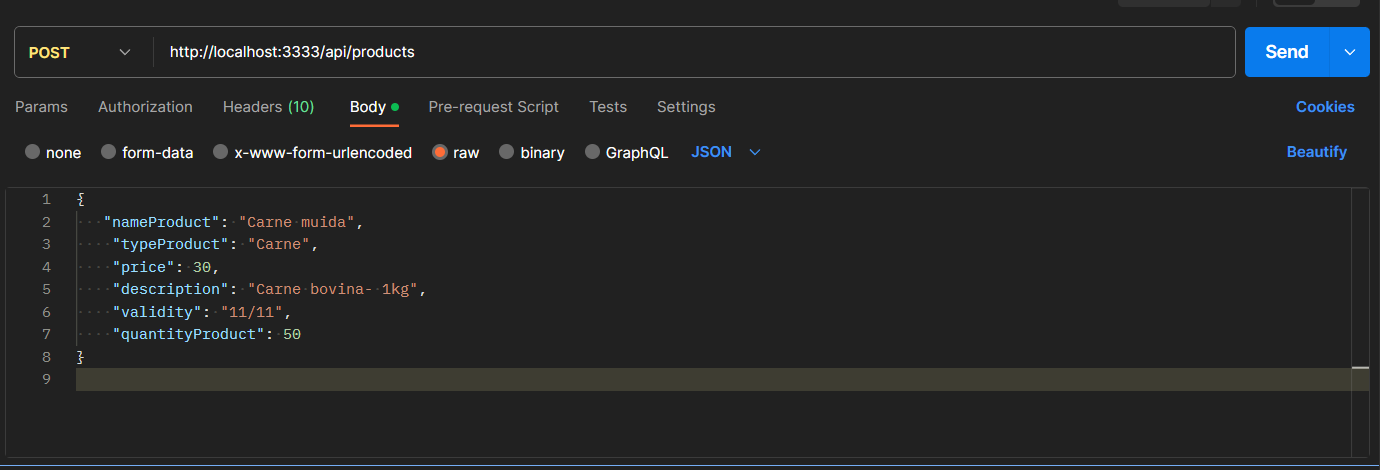 POST http://localhost:3333/api/products Send
Params Authorization Headers (10) Body Pre-request Script Tests Settings Cookies
none form-data x-www-form-urlencoded raw binary GraphQL JSON Beautify
1 {
2 "nameProduct": "Carne muida",
3 "typeProduct": "Carne",
4 "price": 30,
5 "description": "Carne bovina- 1kg",
6 "validity": "11/11",
7 "quantityProduct": 50
8 }
9